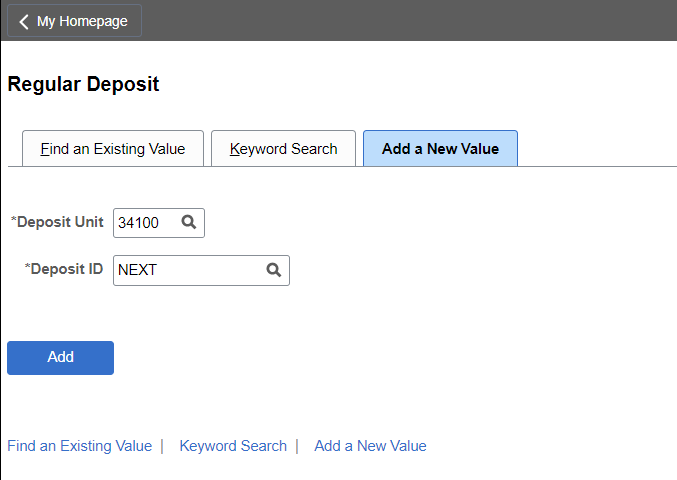 My Homepage
Regular Deposit
Find an Existing Value Keyword Search Add a New Value
*Deposit Unit 34100
*Deposit ID NEXT
Add
Find an Existing Value | Keyword Search | Add a New Value